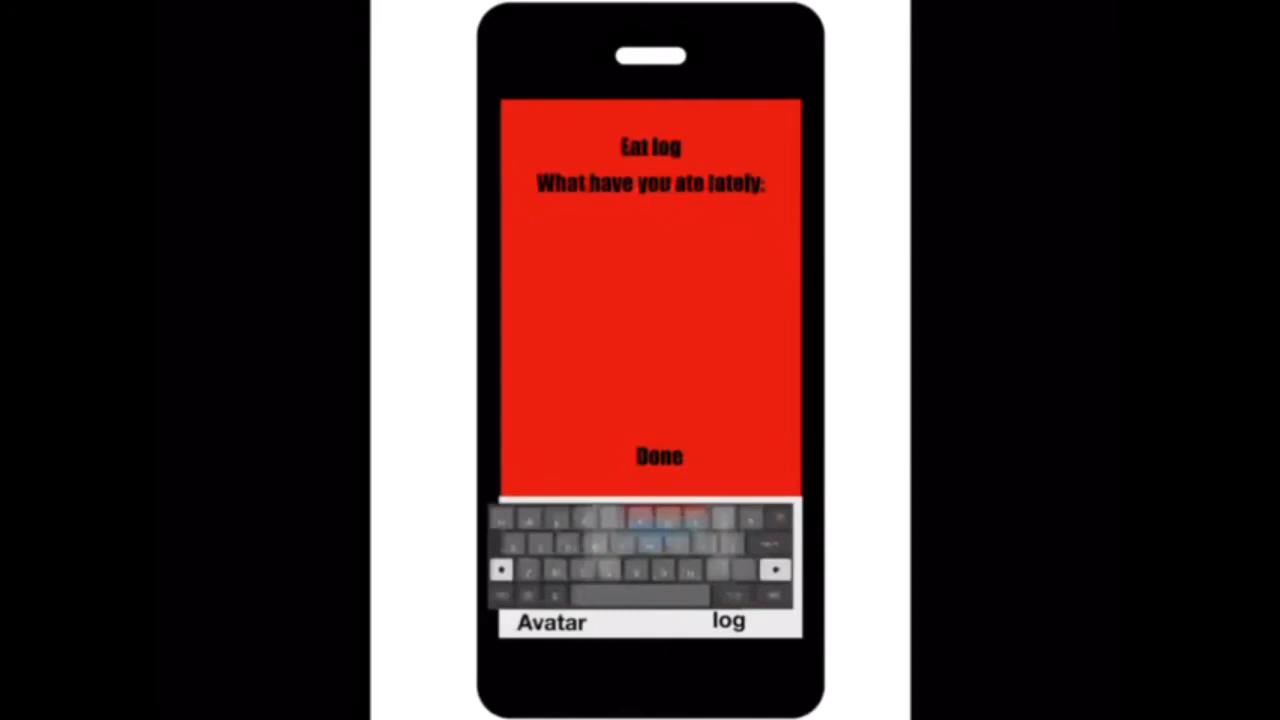 Eat log
What have you ate lately:
Done
Avatar
log